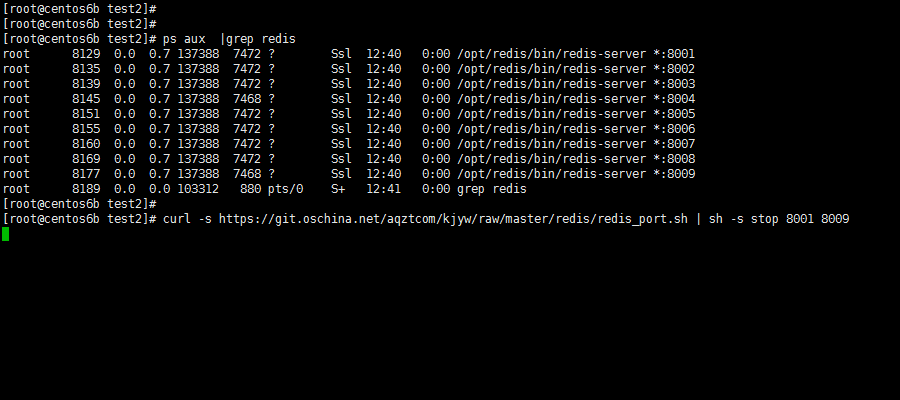 [root@centos6b test2]#
[root@centos6b test2]#
[root@centos6b test2]# ps aux  |grep redis
root      8129  0.0  0.7 137388  7472 ?        Ssl  12:40   0:00 /opt/redis/bin/redis-server *:8001
root      8135  0.0  0.7 137388  7472 ?        Ssl  12:40   0:00 /opt/redis/bin/redis-server *:8002
root      8139  0.0  0.7 137388  7472 ?        Ssl  12:40   0:00 /opt/redis/bin/redis-server *:8003
root      8145  0.0  0.7 137388  7468 ?        Ssl  12:40   0:00 /opt/redis/bin/redis-server *:8004
root      8151  0.0  0.7 137388  7472 ?        Ssl  12:40   0:00 /opt/redis/bin/redis-server *:8005
root      8155  0.0  0.7 137388  7472 ?        Ssl  12:40   0:00 /opt/redis/bin/redis-server *:8006
root      8160  0.0  0.7 137388  7472 ?        Ssl  12:40   0:00 /opt/redis/bin/redis-server *:8007
root      8169  0.0  0.7 137388  7472 ?        Ssl  12:40   0:00 /opt/redis/bin/redis-server *:8008
root      8177  0.0  0.7 137388  7468 ?        Ssl  12:40   0:00 /opt/redis/bin/redis-server *:8009
root      8189  0.0  0.0 103312   880 pts/0    S+   12:41   0:00 grep redis
[root@centos6b test2]#
[root@centos6b test2]# curl -s https://git.oschina.net/aqztcom/kjyw/raw/master/redis/redis_port.sh | sh -s stop 8001 8009